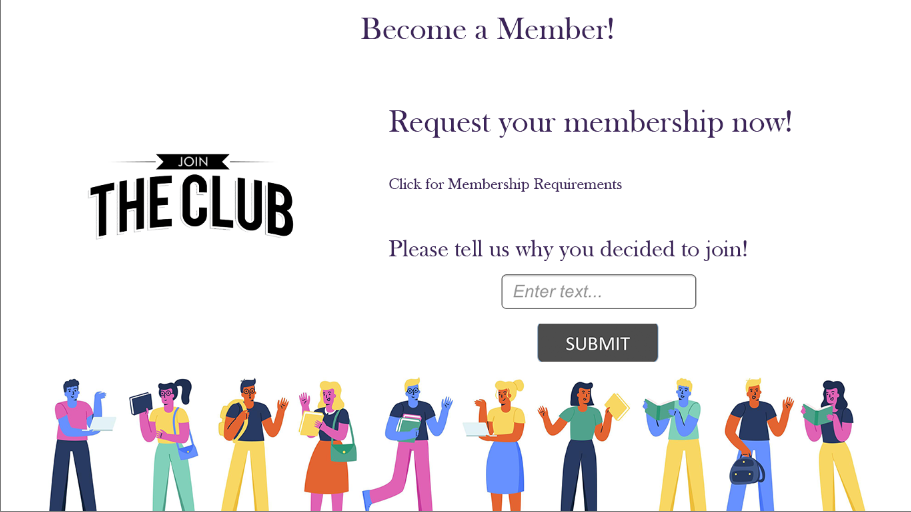 Become a Member!
Request your membership now!
JOIN
THE CLUB
Click for Membership Requirements
Please tell us why you decided to join!
Enter text...
SUBMIT